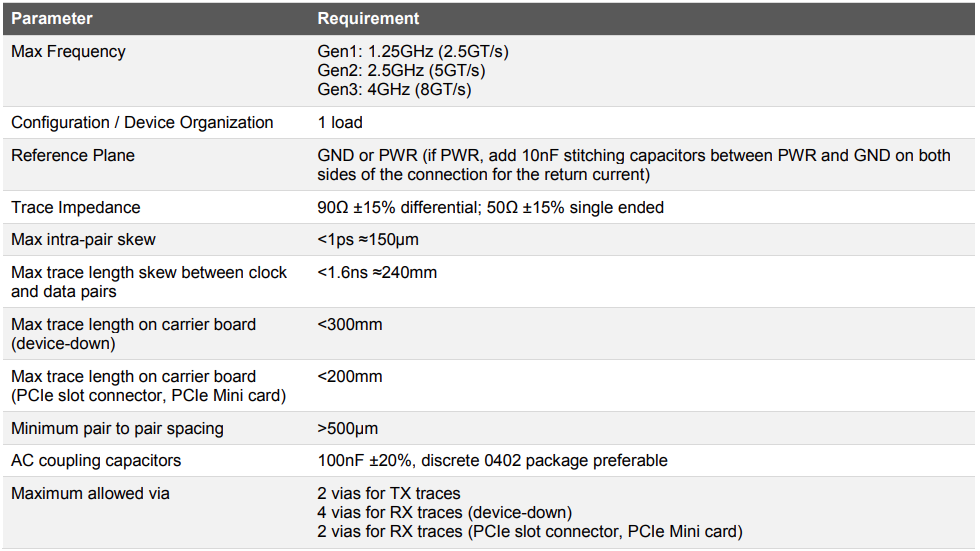 Parameter Requirement
Max Frequency Gen1: 1.25GHz (2.5GT/s)
Gen2: 2.5GHz (5GT/s)
Gen3: 4GHz (8GT/s)
Configuration / Device Organization 1 load
Reference Plane GND or PWR (if PWR, add 10nF stitching capacitors between PWR and GND on both
sides of the connection for the return current)
Trace Impedance 90Ω ±15% differential; 50Ω ±15% single ended
Max intra-pair skew <1ps ≈150μm
Max trace length skew between clock <1.6ns ≈240mm
and data pairs
Max trace length on carrier board <300mm
(device-down)
Max trace length on carrier board <200mm
(PCIe slot connector, PCIe Mini card)
Minimum pair to pair spacing >500μm
AC coupling capacitors 100nF ±20%, discrete 0402 package preferable
Maximum allowed via 2 vias for TX traces
4 vias for RX traces (device-down)
2 vias for RX traces (PCIe slot connector, PCIe Mini card)